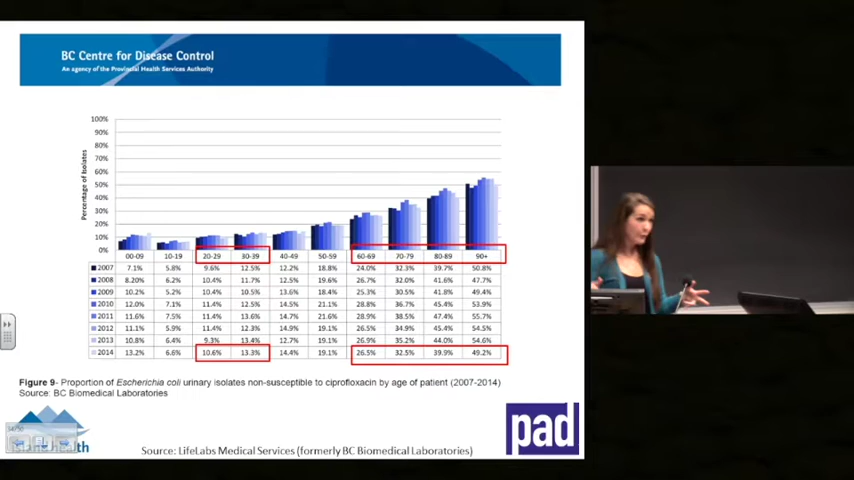 BC Centre for Disease Control
An agency of the Provincial Health Services Authority
Percentage of Isolates
100%
90%
80%
70%
60%
50%
40%
30%
20%
10%
0%
00-09 10-19 20-29 30-39 40-49 50-59 60-69 70-79 80-89 90+
2007 7.1% 5.8% 9.6% 12.5% 12.2% 18.8% 24.0% 32.3% 39.7% 50.8%
2008 8.20% 6.2% 10.4% 11.7% 12.5% 19.6% 26.7% 32.0% 41.6% 47.7%
2009 10.2% 5.2% 10.4% 10.5% 13.6% 18.4% 25.3% 30.5% 41.8% 49.4%
2010 12.0% 7.1% 11.4% 12.5% 14.5% 21.1% 28.8% 36.7% 45.4% 53.9%
2011 11.6% 7.5% 11.4% 13.6% 14.7% 21.6% 28.9% 38.5% 47.4% 55.7%
2012 11.1% 5.9% 11.4% 12.3% 14.9% 19.1% 26.5% 34.9% 45.4% 54.5%
2013 10.8% 6.4% 9.3% 13.4% 12.7% 19.1% 26.9% 35.2% 44.0% 54.6%
2014 13.2% 6.6% 10.6% 13.3% 14.4% 19.1% 26.5% 32.5% 39.9% 49.2%
Figure 9- Proportion of Escherichia coli urinary isolates non-susceptible to ciprofloxacin by age of patient (2007-2014)
Source: BC Biomedical Laboratories
pad
Source: LifeLabs Medical Services (formerly BC Biomedical Laboratories)